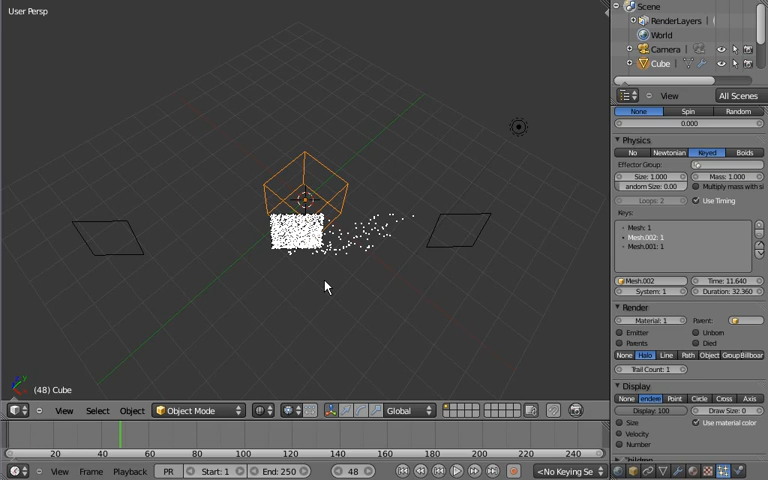 User Persp
Scene
RenderLayers
World
Camera
Cube
View
All Scenes
None
Spin
Random
0.000
Physics
No
Newtonian
Keyed
Boids
Effector Group:
Size: 1.000
Mass: 1.000
andom Size: 0.00
Multiply mass with si
Loops: 2
Use Timing
Keys:
Mesh: 1
Mesh.002: 1
Mesh.001: 1
Mesh.002
Time: 11.640
System: 1
Duration: 32.360
Render
Material: 1
Parent:
Emitter
Unborn
Parents
Died
None
Halo
Line
Path
Object
Group
Billboar
Trail Count: 1
Display:
None
endere
Point
Circle
Cross
Axis
Display: 100
Draw Size: 0
Size
Use material color
Velocity
Number
(48) Cube
View
Select
Object
Object Mode
Global
20
40
60
80
100
120
140
160
180
200
220
240
View
Frame
Playback
PR
Start: 1
End: 250
48
<No Keying Se